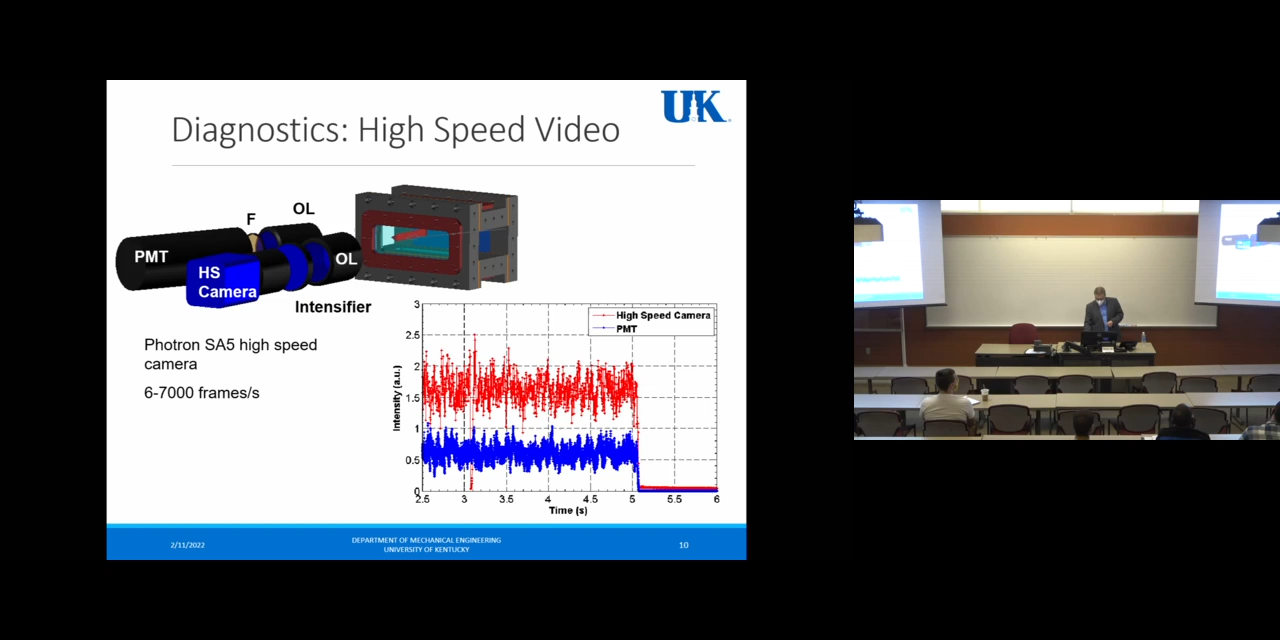 UK
Diagnostics: High Speed Video
F
OL
PMT
HS
Camera
OL
Intensifier
Photron SA5 high speed
camera
6-7000 frames/s
High Speed Camera
PMT
Intensity (a.u.)
3
2.5
2
1.5
1
0.5
0
2.5 3 3.5 4 4.5 5 5.5 6
Time (s)
2/11/2022
DEPARTMENT OF MECHANICAL ENGINEERING
UNIVERSITY OF KENTUCKY
10